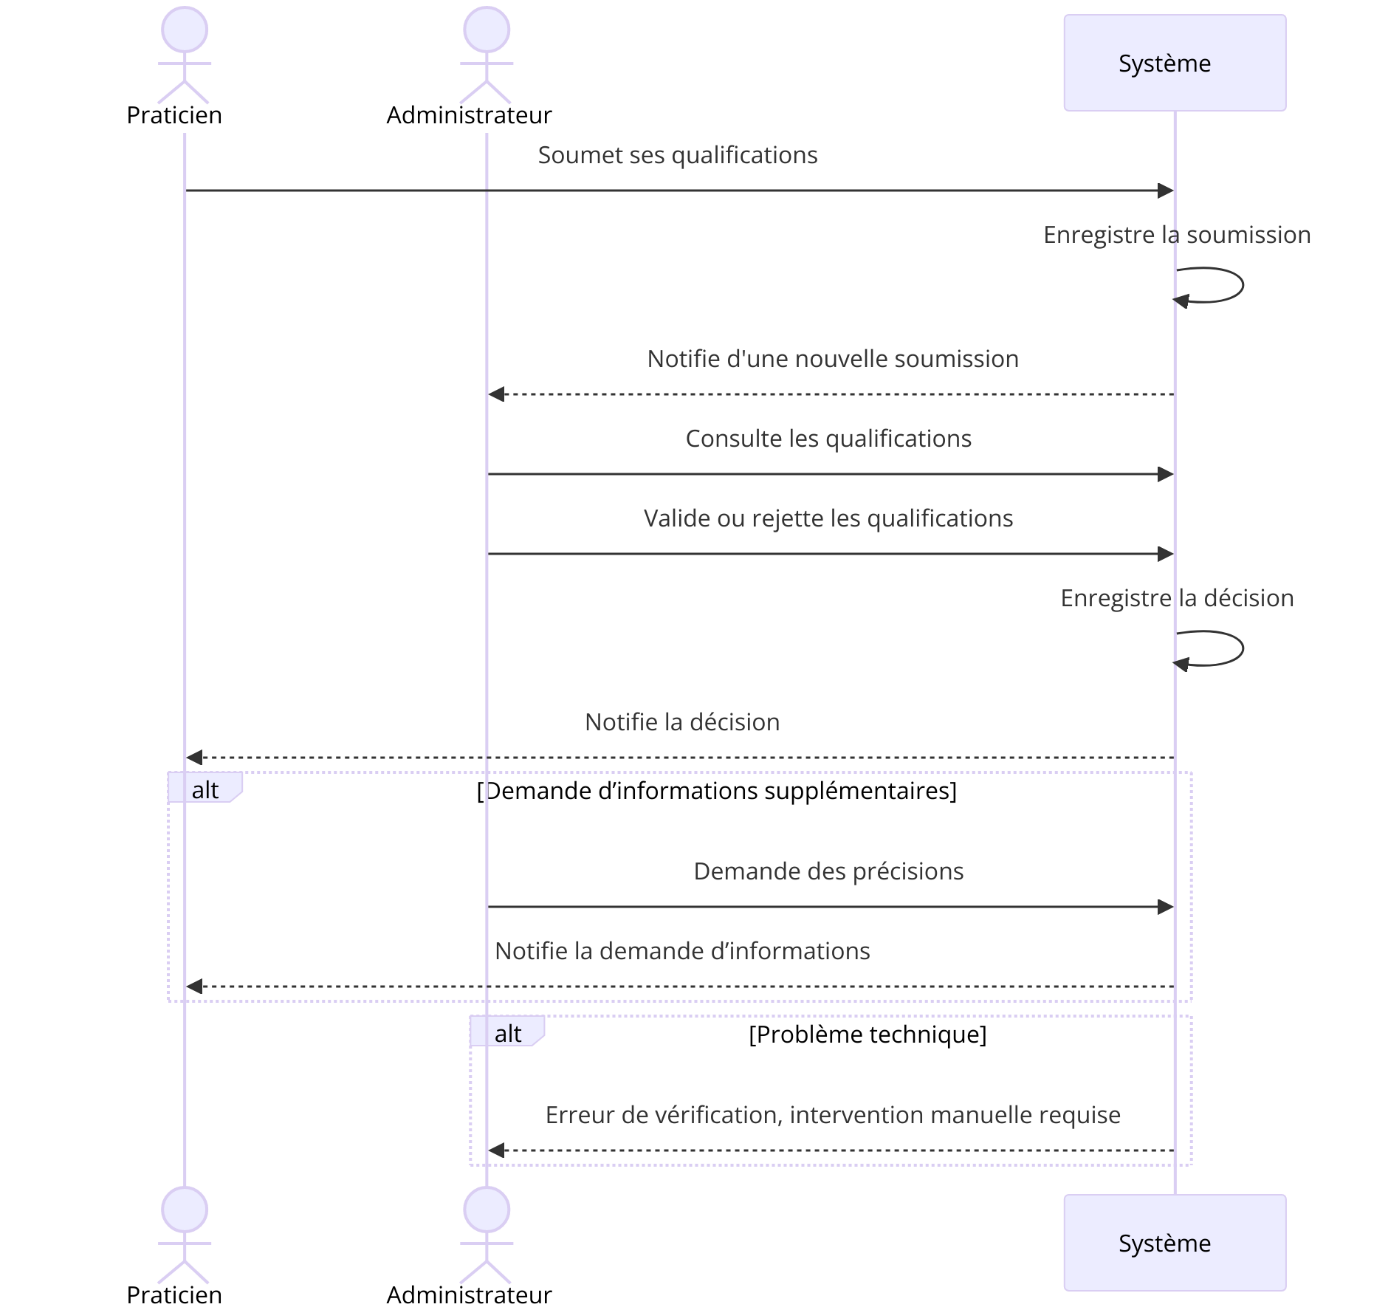 Praticien
Administrateur
Système
Soumet ses qualifications
Enregistre la soumission
Notifie d'une nouvelle soumission
Consulte les qualifications
Valide ou rejette les qualifications
Enregistre la décision
Notifie la décision
alt
[Demande d’informations supplémentaires]
Demande des précisions
Notifie la demande d’informations
alt
[Problème technique]
Erreur de vérification, intervention manuelle requise
Praticien
Administrateur
Système